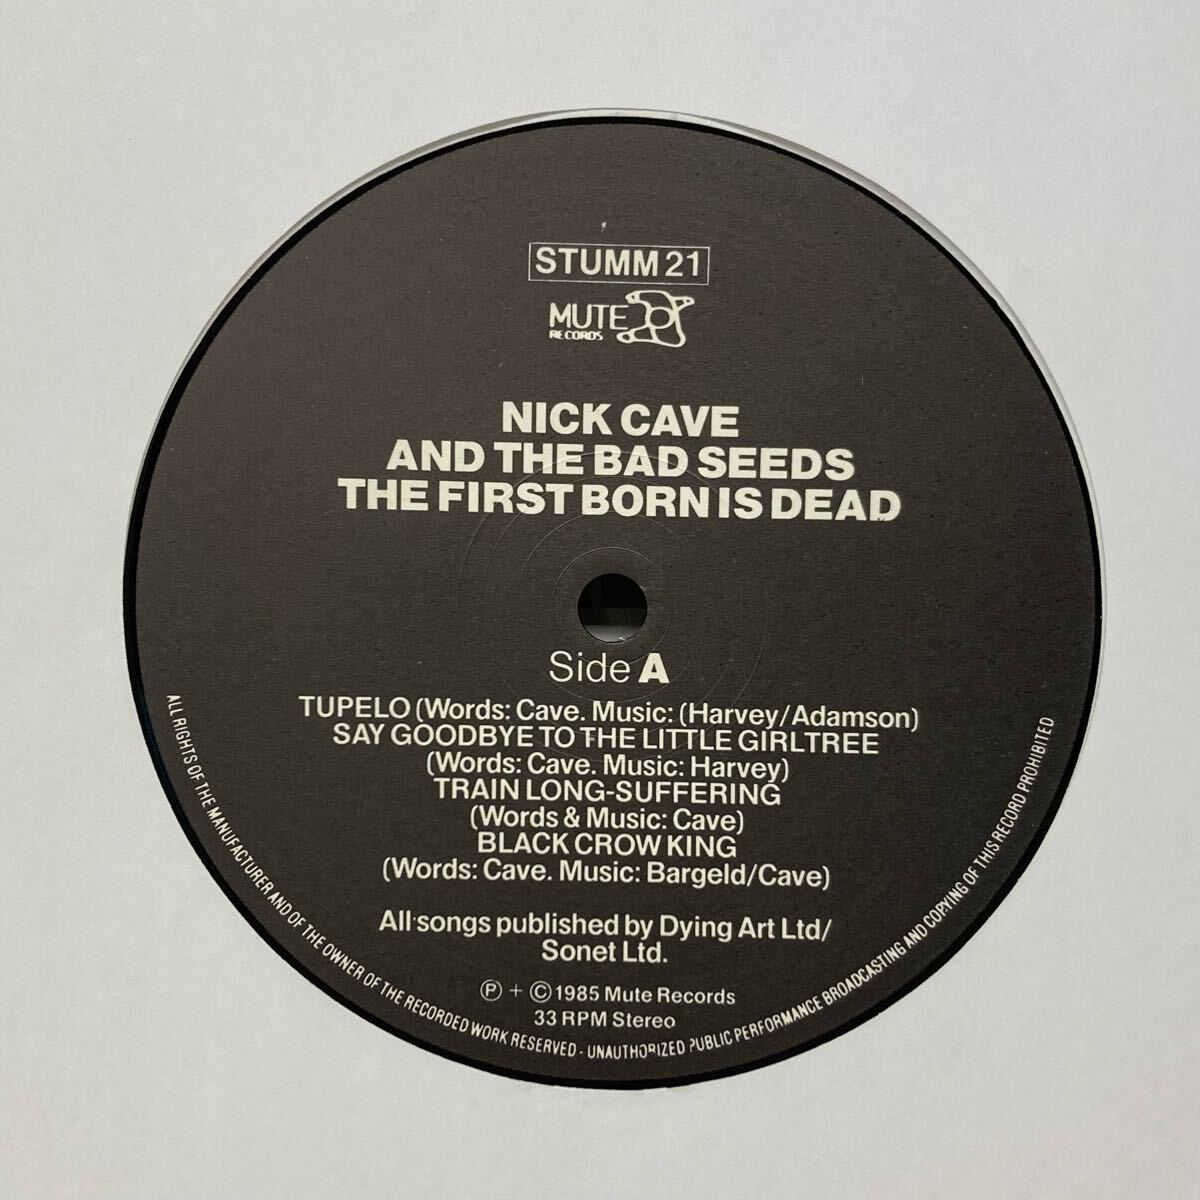 STUMM 21
MUTE
RECORDS
NICK CAVE
AND THE BAD SEEDS
THE FIRST BORN IS DEAD
Side A
TUPELO (Words: Cave. Music: (Harvey/Adamson)
SAY GOODBYE TO THE LITTLE GIRL TREE
(Words: Cave. Music: Harvey)
TRAIN LONG-SUFFERING
(Words & Music: Cave)
BLACK CROW KING
(Words: Cave. Music: Bargeld/Cave)
All songs published by Dying Art Ltd/
Sonet Ltd.
Ⓟ + © 1985 Mute Records
33 RPM Stereo
ALL RIGHTS OF THE MANUFACTURER AND OF THE OWNER OF THE RECORDED WORK RESERVED - UNAUTHORIZED PUBLIC PERFORMANCE BROADCASTING AND COPYING OF THIS RECORD PROHIBITED